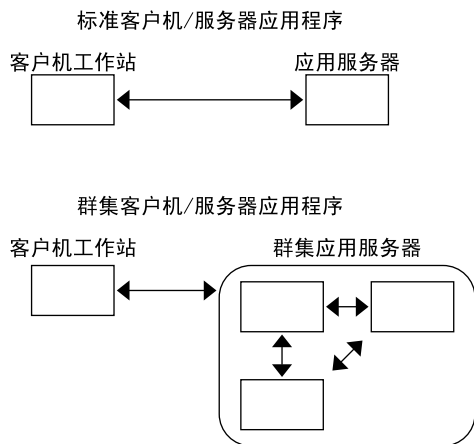 标准客户机/服务器应用程序
客户机工作站
应用服务器
群集客户机/服务器应用程序
客户机工作站
群集应用服务器